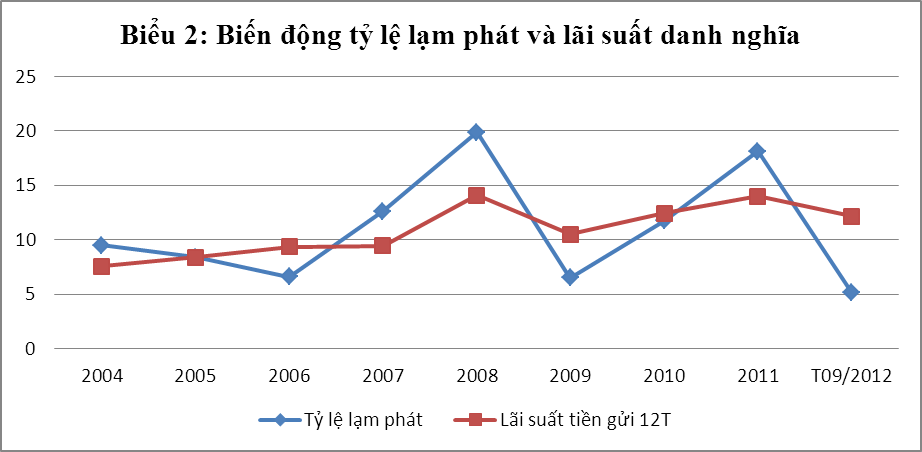 Biểu 2: Biến động tỷ lệ lạm phát và lãi suất danh nghĩa
25
20
15
10
5
0
2004 2005 2006 2007 2008 2009 2010 2011 T09/2012
Tỷ lệ lạm phát Lãi suất tiền gửi 12T